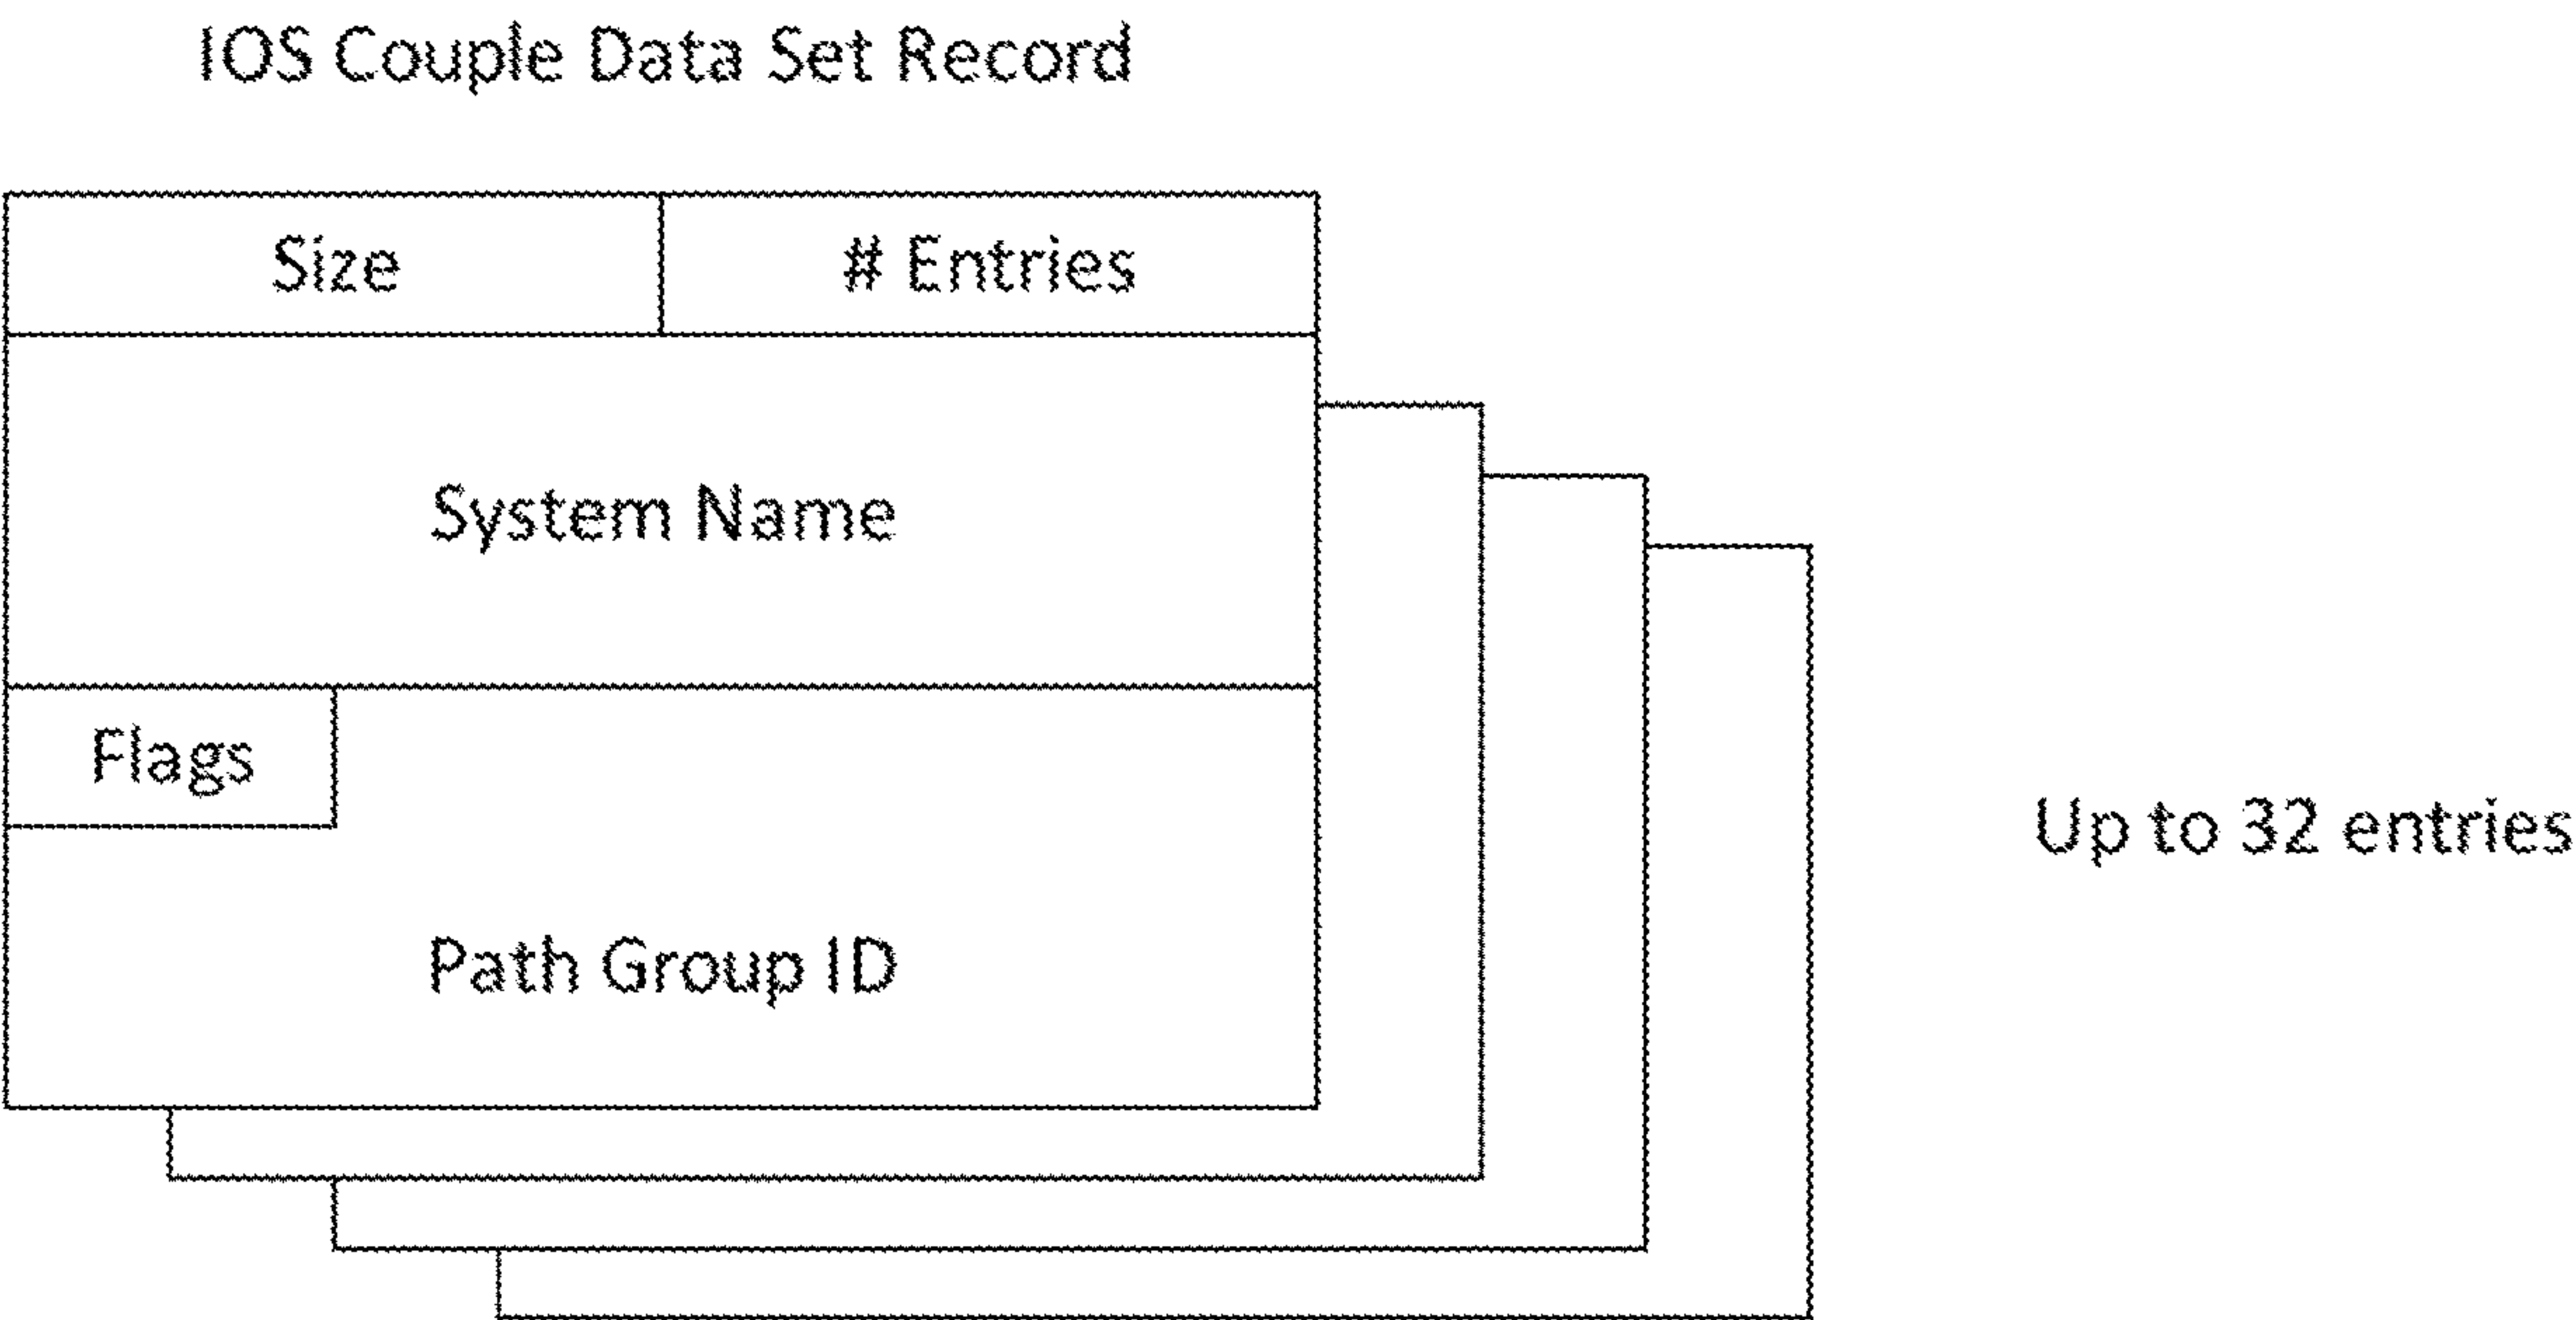 IOS Couple Data Set Record
Size
# Entries
System Name
Flags
Up to 32 entries
Path Group ID